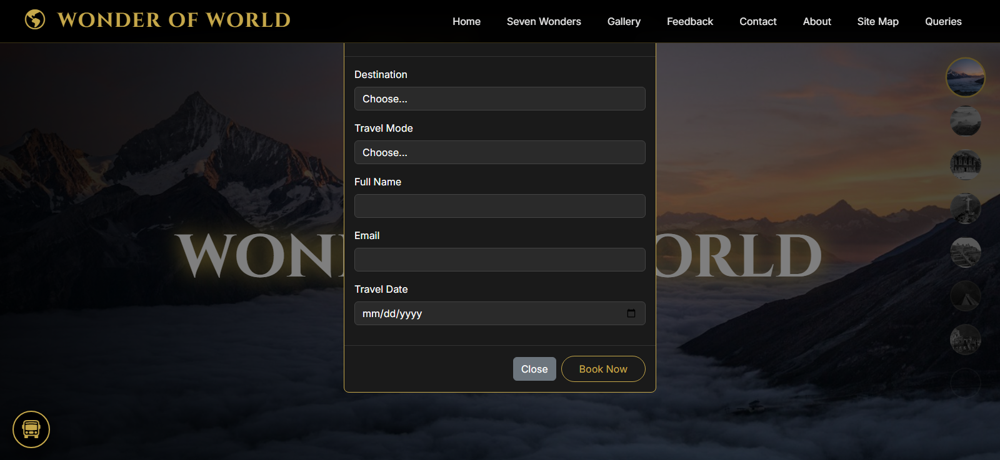 WONDER OF WORLD
Home Seven Wonders Gallery Feedback Contact About Site Map Queries
Destination
Choose...
Travel Mode
Choose...
Full Name
Email
WON ORLD
Travel Date
mm/dd/yyyy
Close Book Now